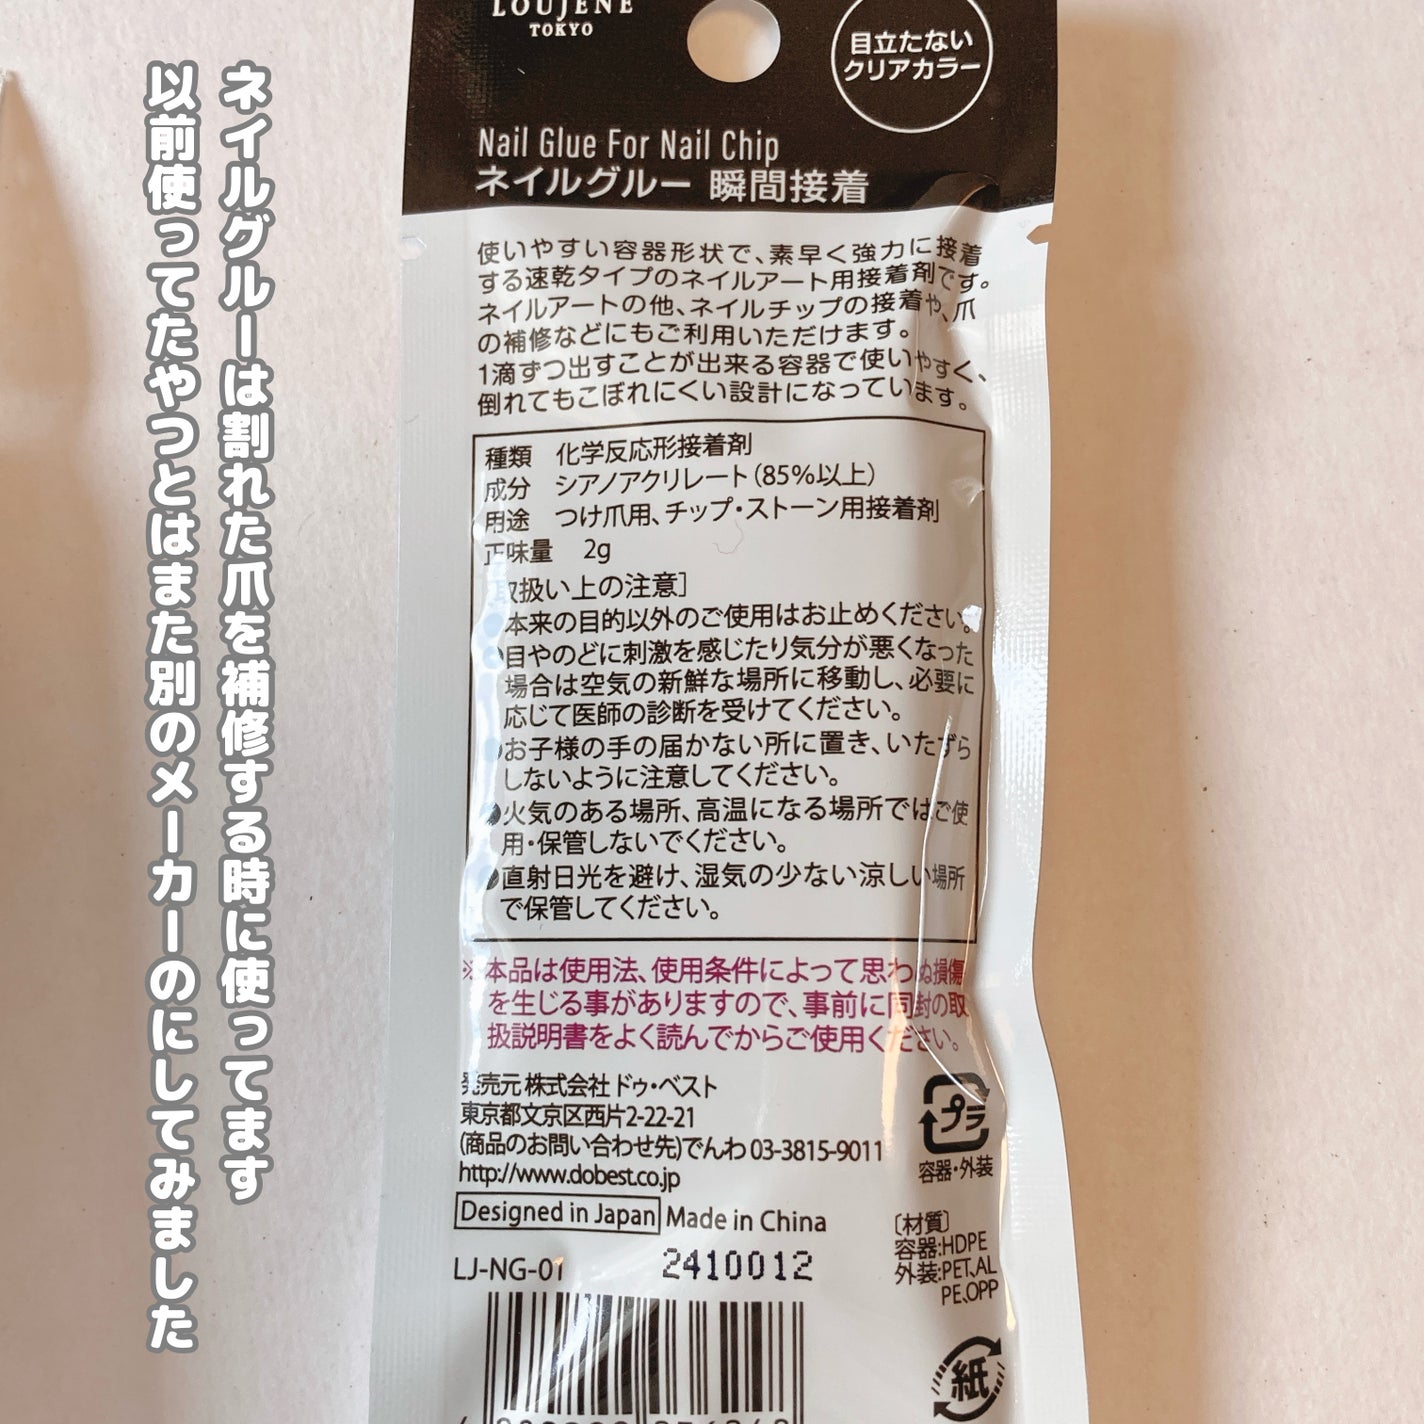 ネイルグルーは割れた爪を補修する時に使ってます
以前使ってたやつとはまた別のメーカーのにしてみました
LOUJENE
TOKYO
目立たない
クリアカラー
Nail Glue For Nail Chip
ネイルグルー 瞬間接着
使いやすい容器形状で、素早く強力に接着
する速乾タイプのネイルアート用接着剤です。
ネイルアートの他、ネイルチップの接着や、爪
の補修などにもご利用いただけます。
1滴ずつ出すことが出来る容器で使いやすく、
倒れてもこぼれにくい設計になっています。
種類 化学反応形接着剤
成分 シアノアクリレート（85%以上）
用途 つけ爪用、チップ・ストーン用接着剤
正味量 2g
[取扱い上の注意]
●本来の目的以外のご使用はお止めください。
●目やのどに刺激を感じたり気分が悪くなった
場合は空気の新鮮な場所に移動し、必要に
応じて医師の診断を受けてください。
●お子様の手の届かない所に置き、いたずら
しないように注意してください。
●火気のある場所、高温になる場所ではご使
用・保管しないでください。
●直射日光を避け、湿気の少ない涼しい場所
で保管してください。
※本品は使用法、使用条件によって思わぬ損傷
を生じる事がありますので、事前に同封の取
扱説明書をよく読んでからご使用ください。
発売元 株式会社 ドゥ・ベスト
東京都文京区西片2-22-21
(商品のお問い合わせ先)でんわ 03-3815-9011
http://www.dobest.co.jp
Designed in Japan Made in China
LJ-NG-01 2410012
プラ
容器・外装
〔材質〕
容器:HDPE
外装:PET、AL
PE、OPP
紙